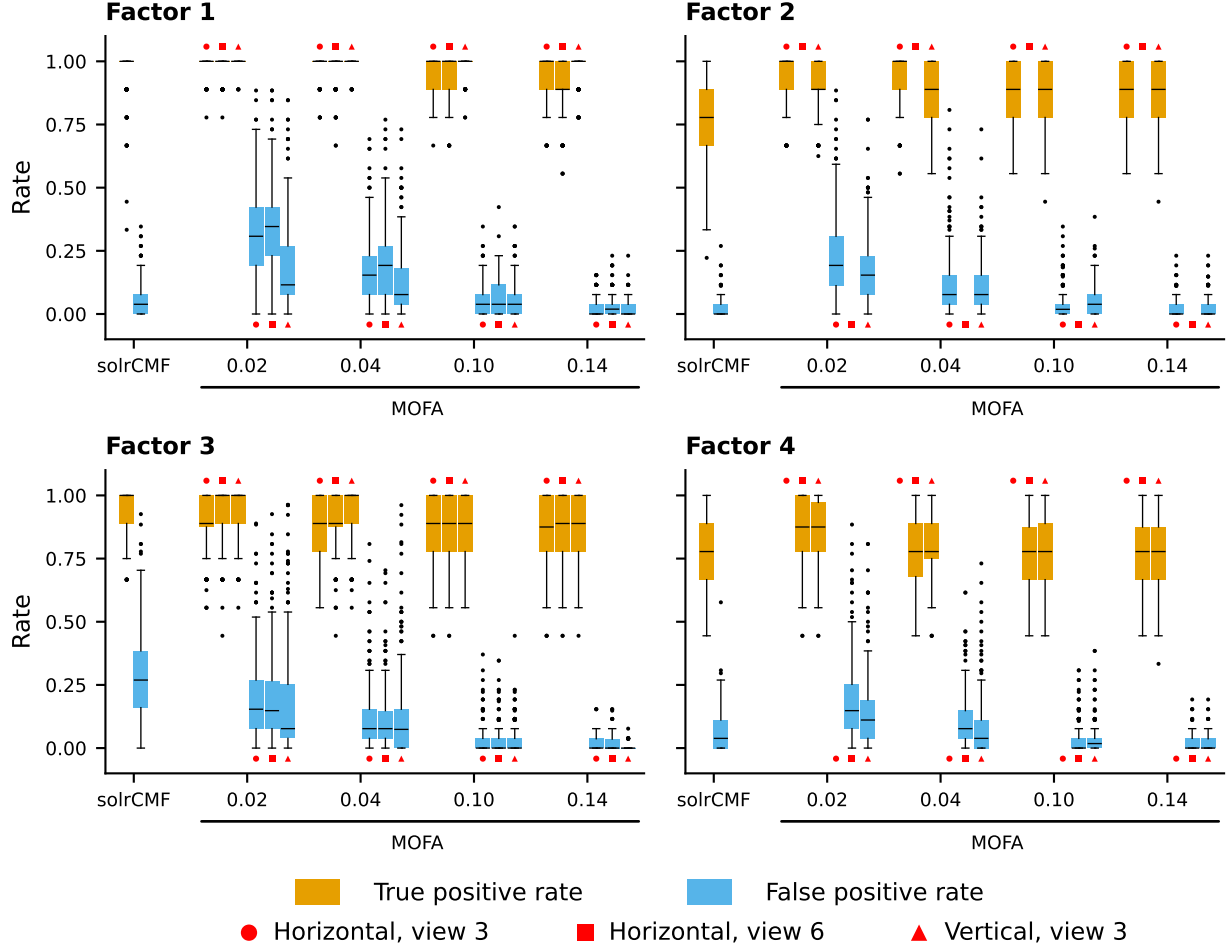 Factor 1
Factor 2
Rate
1.00
0.75
0.50
0.25
0.00
solrCMF
0.02
0.04
0.10
0.14
MOFA
solrCMF
0.02
0.04
0.10
0.14
MOFA
Factor 3
Factor 4
Rate
1.00
0.75
0.50
0.25
0.00
solrCMF
0.02
0.04
0.10
0.14
MOFA
solrCMF
0.02
0.04
0.10
0.14
MOFA
True positive rate
False positive rate
Horizontal, view 3
Horizontal, view 6
Vertical, view 3